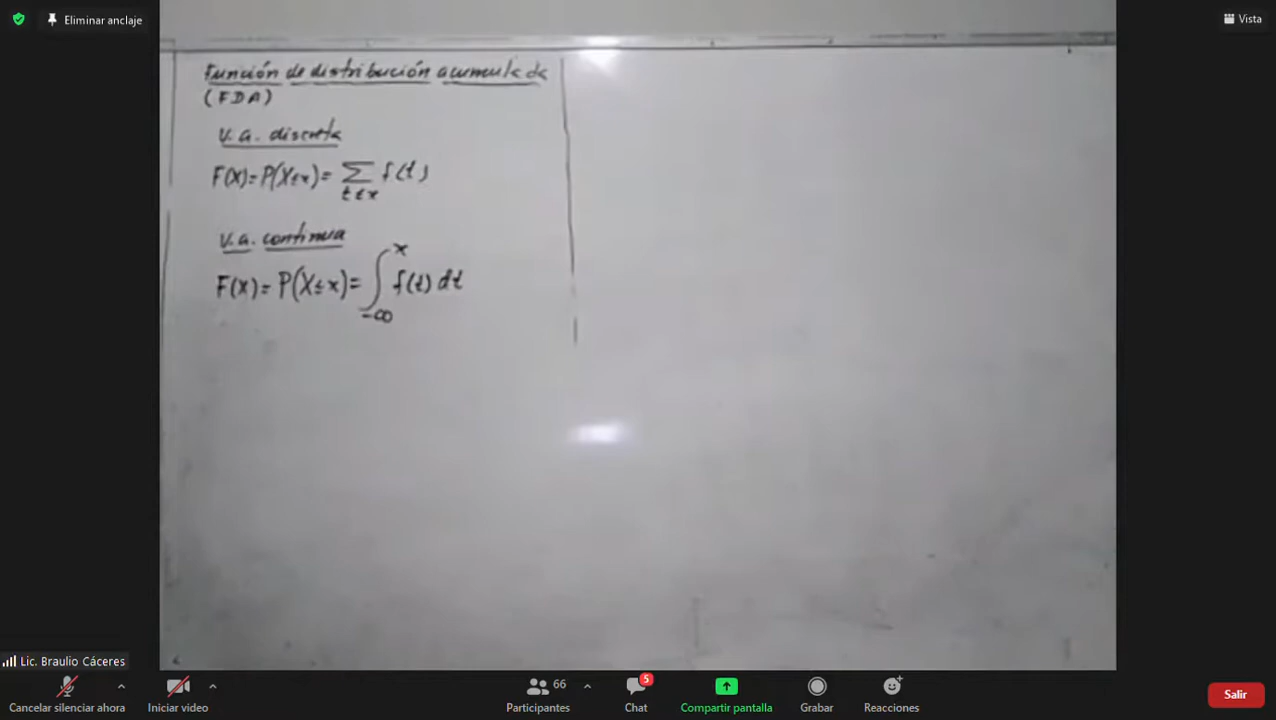 Eliminar anclaje
Vista
Función de distribución acumulada
(FDA)
v.a. discreta
F(x)=P(X≤x)= ∑ f(t)
t≤x
v.a. continua
x
F(x)= P(X≤x)= ∫ f(t) dt
-∞
Lic. Braulio Cáceres
66
5
Cancelar silenciar ahora
Iniciar video
Participantes
Chat
Compartir pantalla
Grabar
Reacciones
Salir